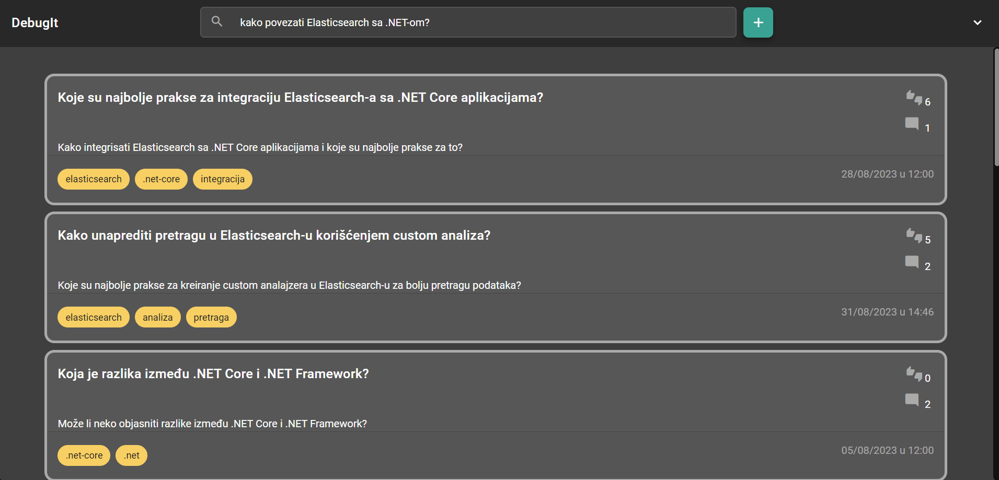 DebugIt
kako povezati Elasticsearch sa .NET-om?
+
Koje su najbolje prakse za integraciju Elasticsearch-a sa .NET Core aplikacijama?
6
1
Kako integrisati Elasticsearch sa .NET Core aplikacijama i koje su najbolje prakse za to?
elasticsearch .net-core integracija
28/08/2023 u 12:00
Kako unaprediti pretragu u Elasticsearch-u korišćenjem custom analiza?
5
2
Koje su najbolje prakse za kreiranje custom analajzera u Elasticsearch-u za bolju pretragu podataka?
elasticsearch analiza pretraga
31/08/2023 u 14:46
Koja je razlika između .NET Core i .NET Framework?
0
2
Može li neko objasniti razlike između .NET Core i .NET Framework?
.net-core .net
05/08/2023 u 12:00